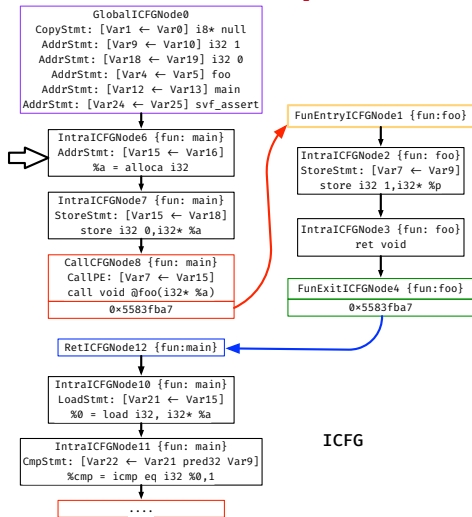 GlobalICFGNode0
CopyStmt: [Var1 ← Var0] i8* null
AddrStmt: [Var9 ← Var10] i32 1
AddrStmt: [Var18 ← Var19] i32 0
AddrStmt: [Var4 ← Var5] foo
AddrStmt: [Var12 ← Var13] main
AddrStmt: [Var24 ← Var25] svf_assert
IntraICFGNode6 {fun: main}
AddrStmt: [Var15 ← Var16]
%a = alloca i32
IntraICFGNode7 {fun: main}
StoreStmt: [Var15 ← Var18]
store i32 0,i32* %a
CallCFGNode8 {fun: main}
CallPE: [Var7 ← Var15]
call void @foo(i32* %a)
0×5583fba7
FunEntryICFGNode1 {fun:foo}
IntraICFGNode2 {fun: foo}
StoreStmt: [Var7 ← Var9]
store i32 1,i32* %p
IntraICFGNode3 {fun: foo}
ret void
FunExitICFGNode4 {fun:foo}
0×5583fba7
RetICFGNode12 {fun:main}
IntraICFGNode10 {fun: main}
LoadStmt: [Var21 ← Var15]
%0 = load i32, i32* %a
IntraICFGNode11 {fun: main}
CmpStmt: [Var22 ← Var21 pred32 Var9]
%cmp = icmp eq i32 %0,1
....
ICFG